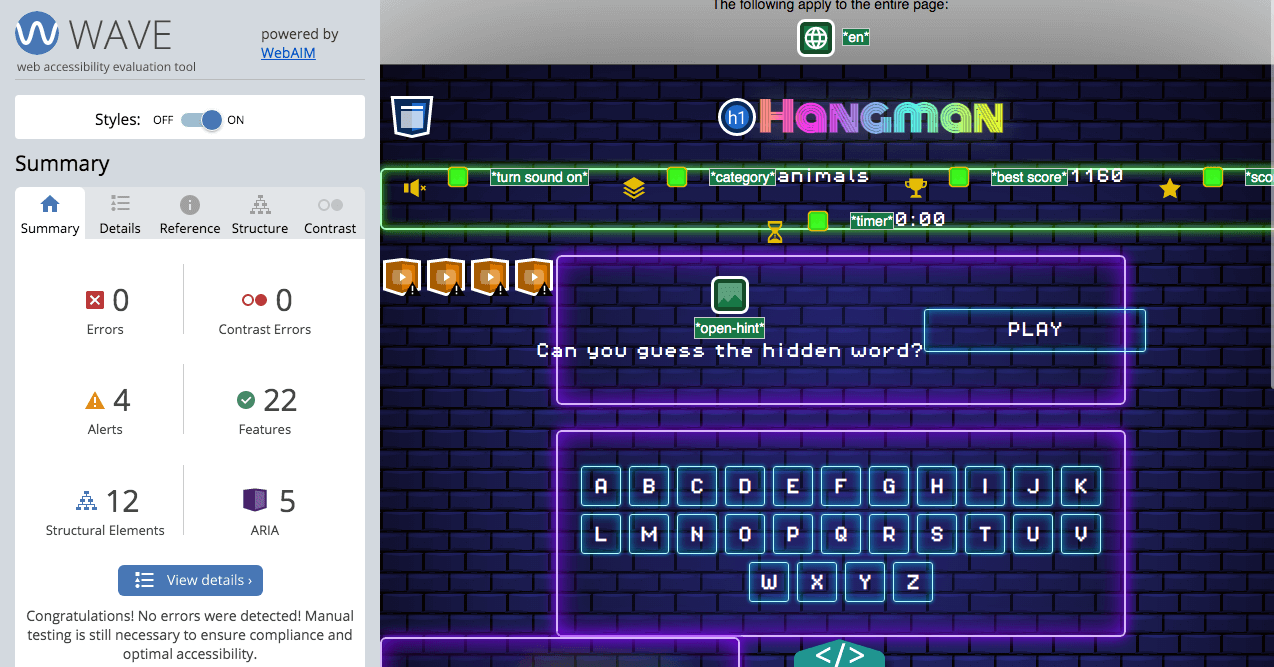 WAVE
web accessibility evaluation tool
powered by
WebAIM
Styles: OFF ON
Summary
Summary Details Reference Structure Contrast
0
Errors
0
Contrast Errors
4
Alerts
22
Features
12
Structural Elements
5
ARIA
View details ›
Congratulations! No errors were detected! Manual
testing is still necessary to ensure compliance and
optimal accessibility.
The following apply to the entire page:
*en*
h1 HANGMAN
*turn sound on* *category* animals *best score* 1160 *sco
*timer* 0:00
*open-hint*
Can you guess the hidden word?
PLAY
A B C D E F G H I J K
L M N O P Q R S T U V
W X Y Z
</>